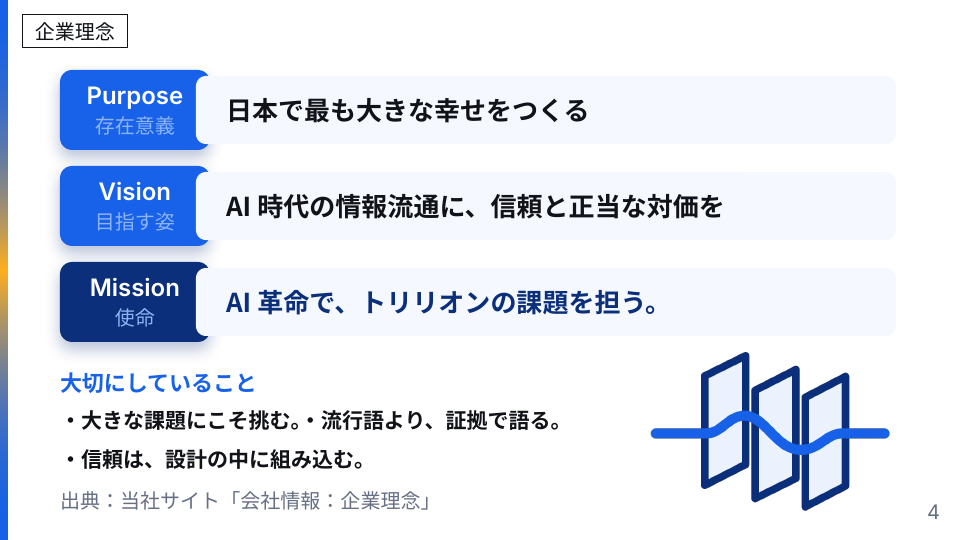 企業理念
Purpose
存在意義
日本で最も大きな幸せをつくる
Vision
目指す姿
AI 時代の情報流通に、信頼と正当な対価を
Mission
使命
AI 革命で、トリリオンの課題を担う。
大切にしていること
・大きな課題にこそ挑む。・流行語より、証拠で語る。
・信頼は、設計の中に組み込む。
出典：当社サイト「会社情報：企業理念」
4